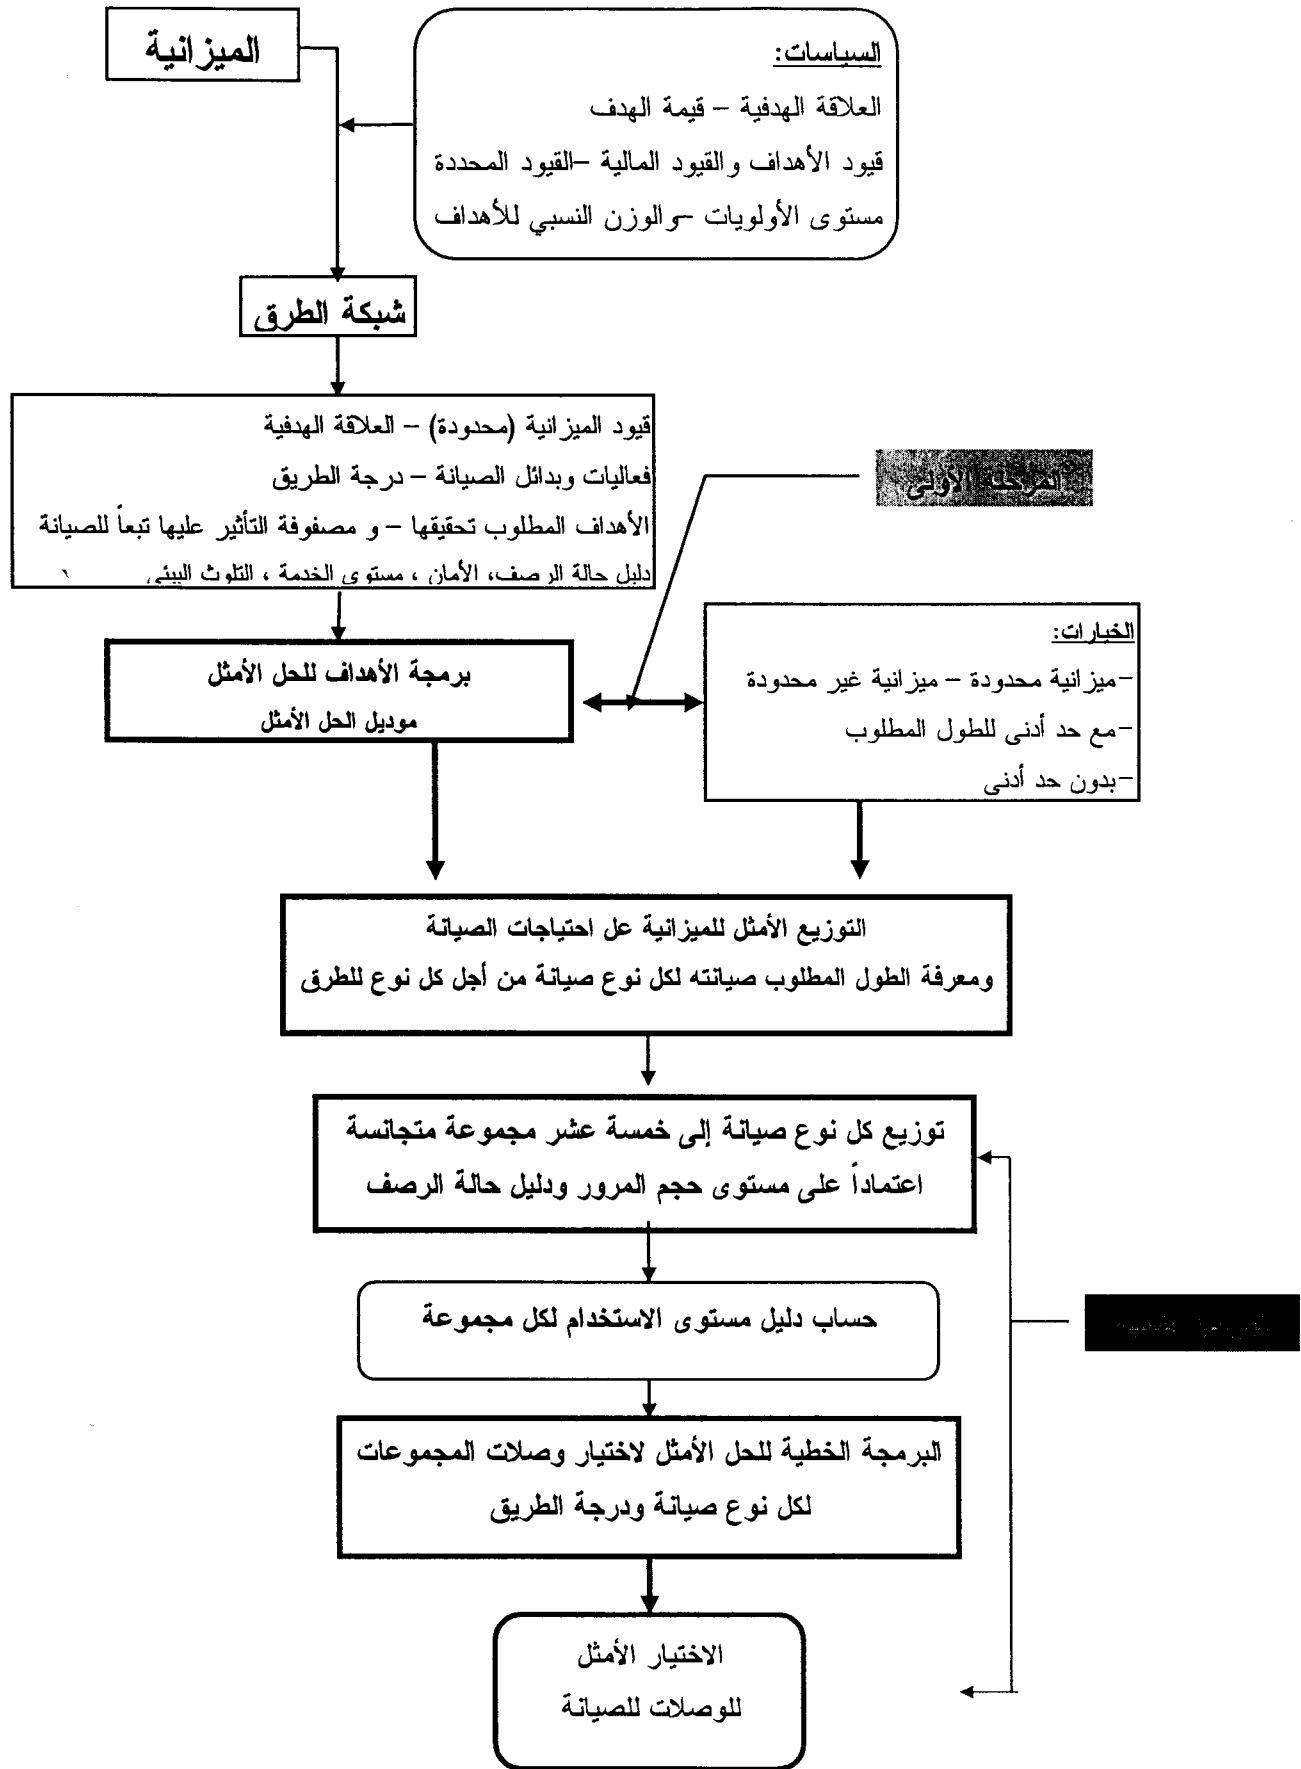 الميزانية
السياسات:
العلاقة الهدفية – قيمة الهدف
قيود الأهداف والقيود المالية –القيود المحددة
مستوى الأولويات –والوزن النسبي للأهداف
شبكة الطرق
قيود الميزانية (محدودة) – العلاقة الهدفية
فعاليات وبدائل الصيانة – درجة الطريق
الأهداف المطلوب تحقيقها – و مصفوفة التأثير عليها تبعاً للصيانة
دليل حالة الرصف، الأمان ، مستوى الخدمة ، التلوث البيئي
المرحلة الأولى
برمجة الأهداف للحل الأمثل
موديل الحل الأمثل
الخيارات:
–ميزانية محدودة – ميزانية غير محدودة
–مع حد أدنى للطول المطلوب
–بدون حد أدنى
التوزيع الأمثل للميزانية عل احتياجات الصيانة
ومعرفة الطول المطلوب صيانته لكل نوع صيانة من أجل كل نوع للطرق
توزيع كل نوع صيانة إلى خمسة عشر مجموعة متجانسة
اعتماداً على مستوى حجم المرور ودليل حالة الرصف
حساب دليل مستوى الاستخدام لكل مجموعة
البرمجة الخطية للحل الأمثل لاختيار وصلات المجموعات
لكل نوع صيانة ودرجة الطريق
الاختيار الأمثل
للوصلات للصيانة